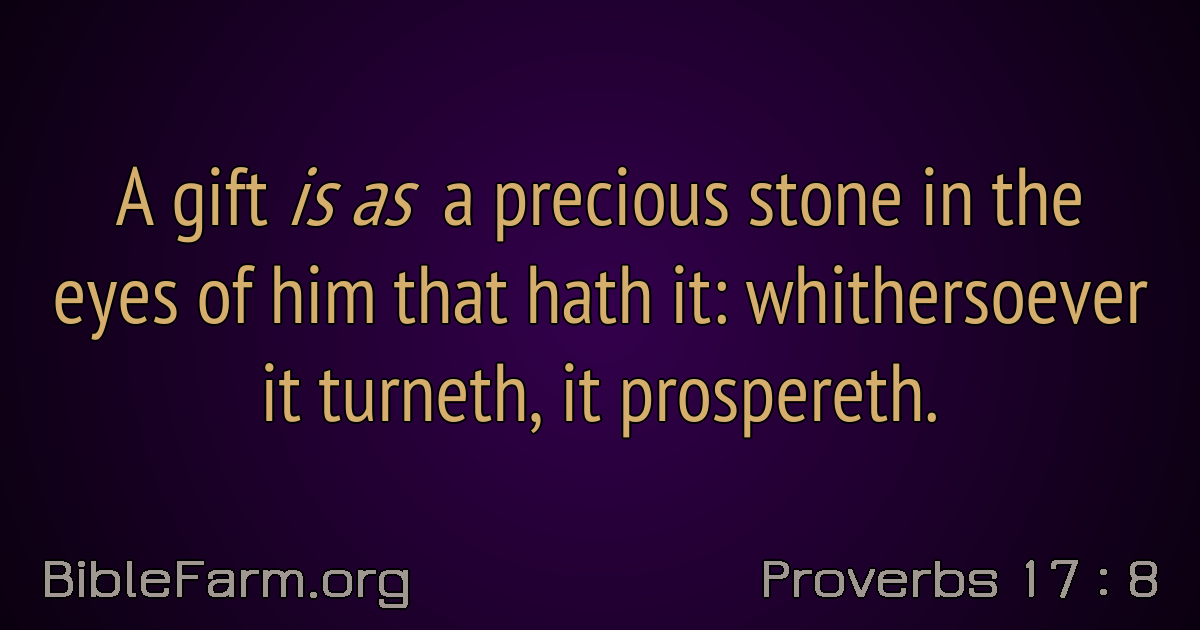 A gift is as a precious stone in the
eyes of him that hath it: whithersoever
it turneth, it prospereth.
BibleFarm.org
Proverbs 17 : 8